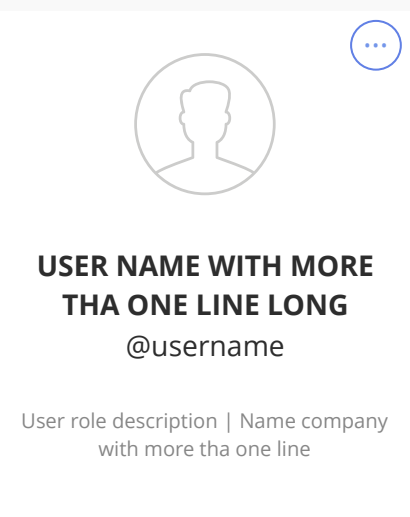 USER NAME WITH MORE
THA ONE LINE LONG
@username
User role description | Name company
with more tha one line